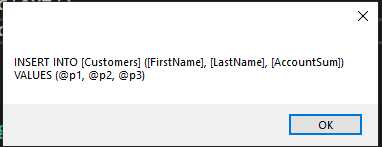 INSERT INTO [Customers] ([FirstName], [LastName], [AccountSum])
VALUES (@p1, @p2, @p3)
OK